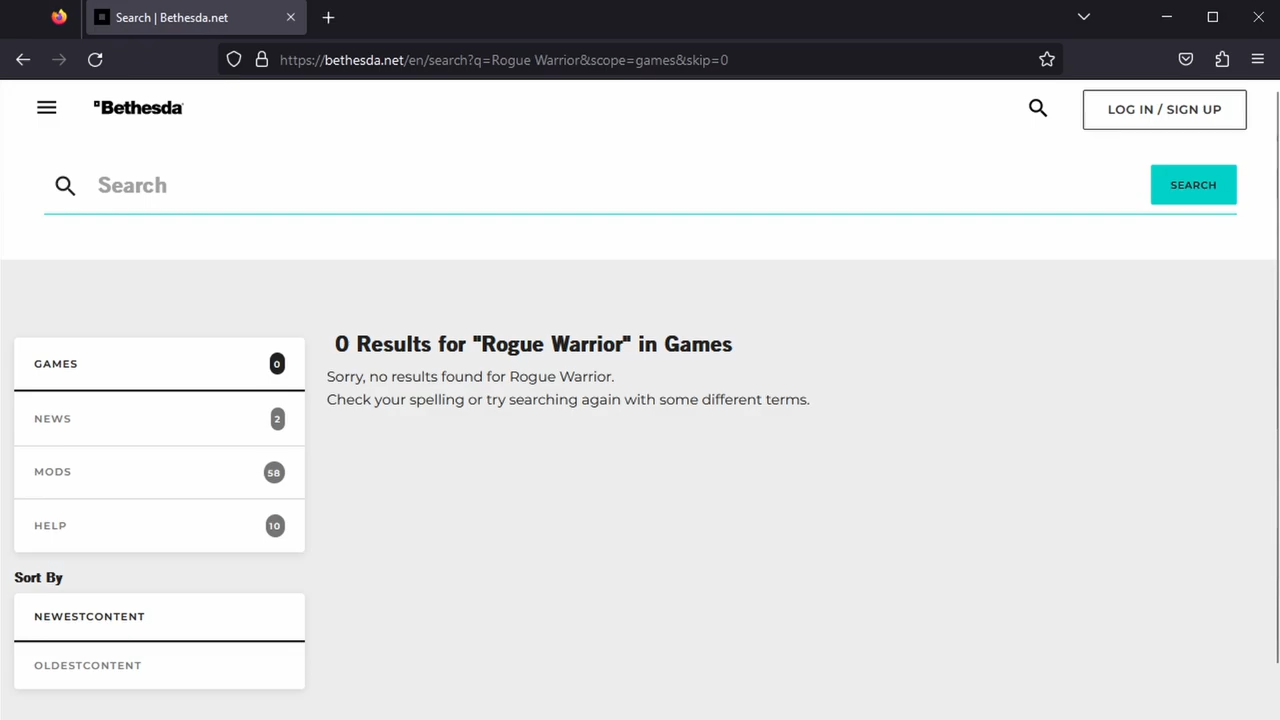 Search | Bethesda.net
https://bethesda.net/en/search?q=Rogue Warrior&scope=games&skip=0
Bethesda
LOG IN / SIGN UP
Search
SEARCH
0 Results for "Rogue Warrior" in Games
Sorry, no results found for Rogue Warrior.
Check your spelling or try searching again with some different terms.
GAMES 0
NEWS 2
MODS 58
HELP 10
Sort By
NEWESTCONTENT
OLDESTCONTENT